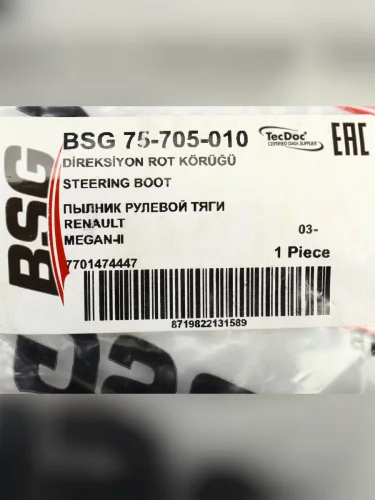 BSG
BSG 75-705-010
TecDoc
CERTIFIED DATA SUPPLIER
EAC
DİREKSİYON ROT KÖRÜĞÜ
STEERING BOOT
ПЫЛНИК РУЛЕВОЙ ТЯГИ
RENAULT
MEGAN-II
03-
1 Piece
7701474447
8719822131589